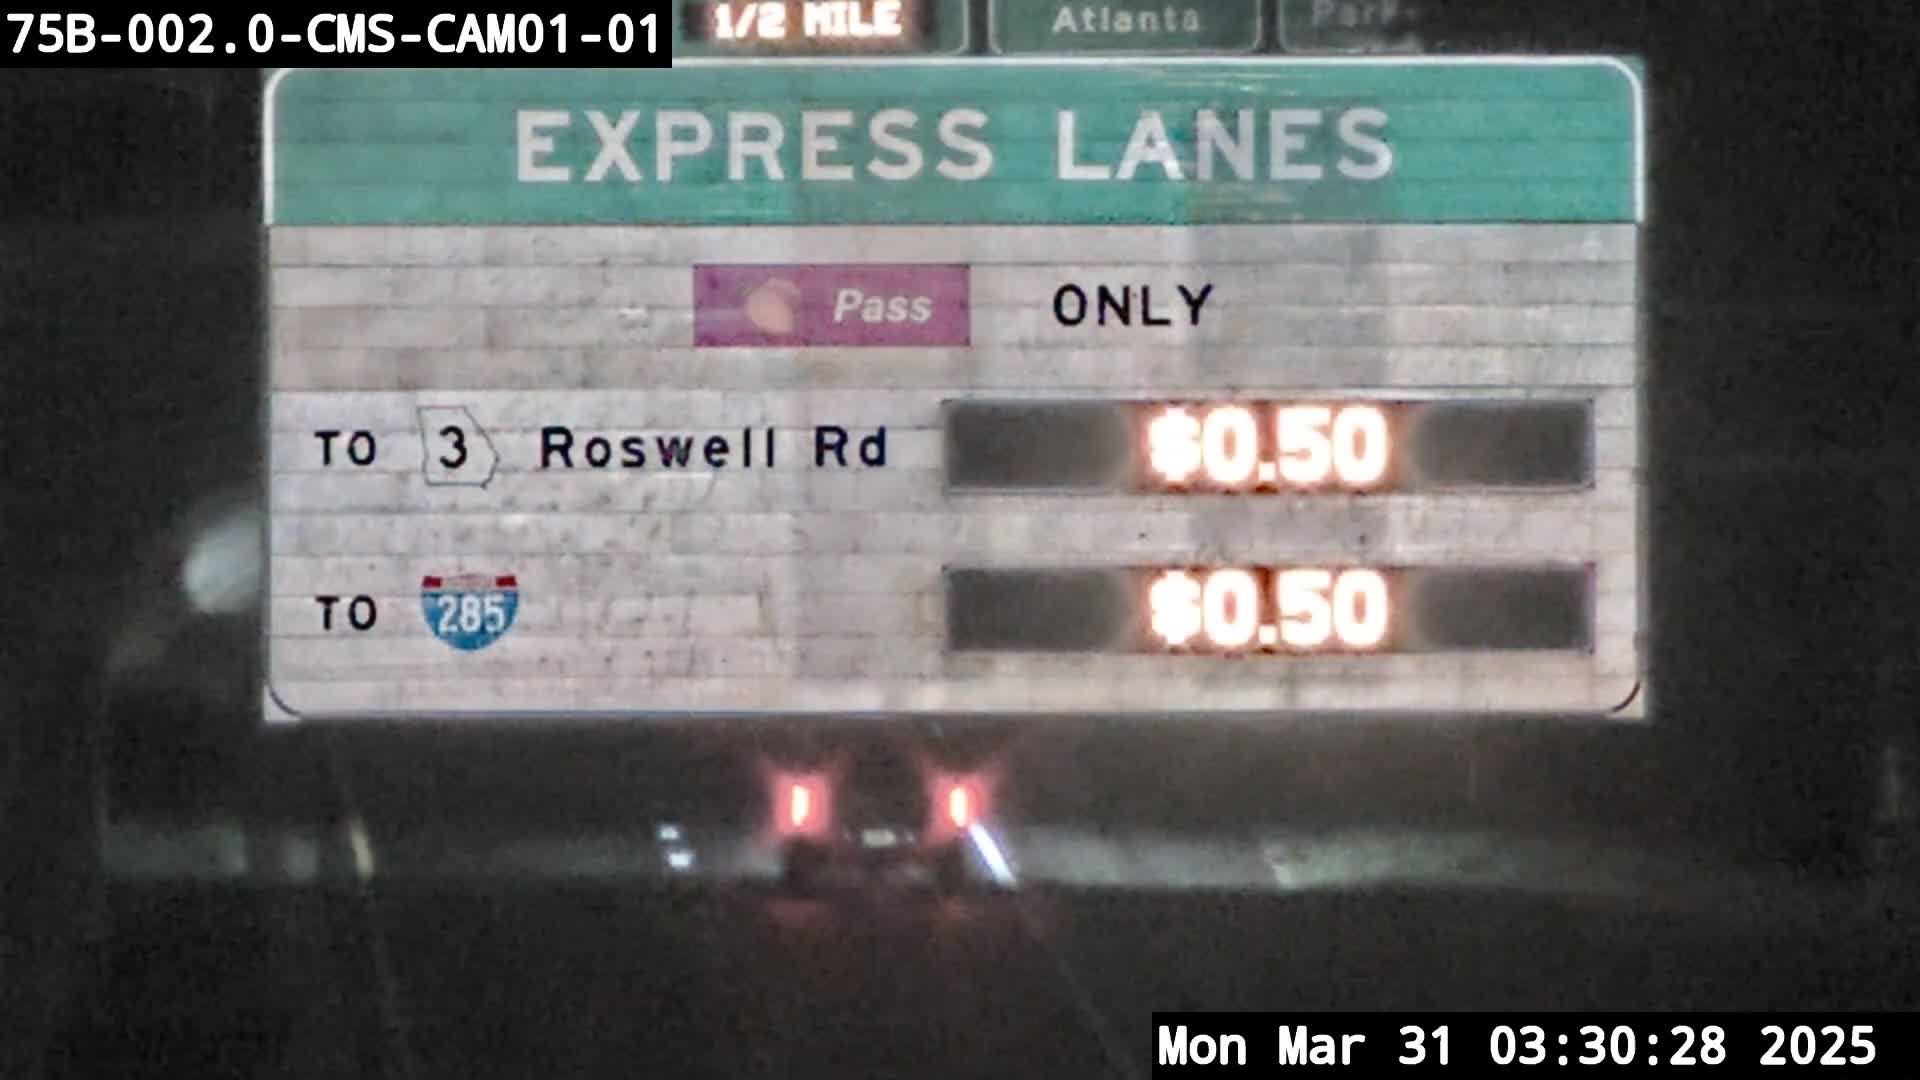 75B-002.0-CMS-CAM01-01
1/2 MILE
Atlanta
Park
EXPRESS LANES
Pass ONLY
TO 3 Roswell Rd $0.50
TO 285 $0.50
Mon Mar 31 03:30:28 2025